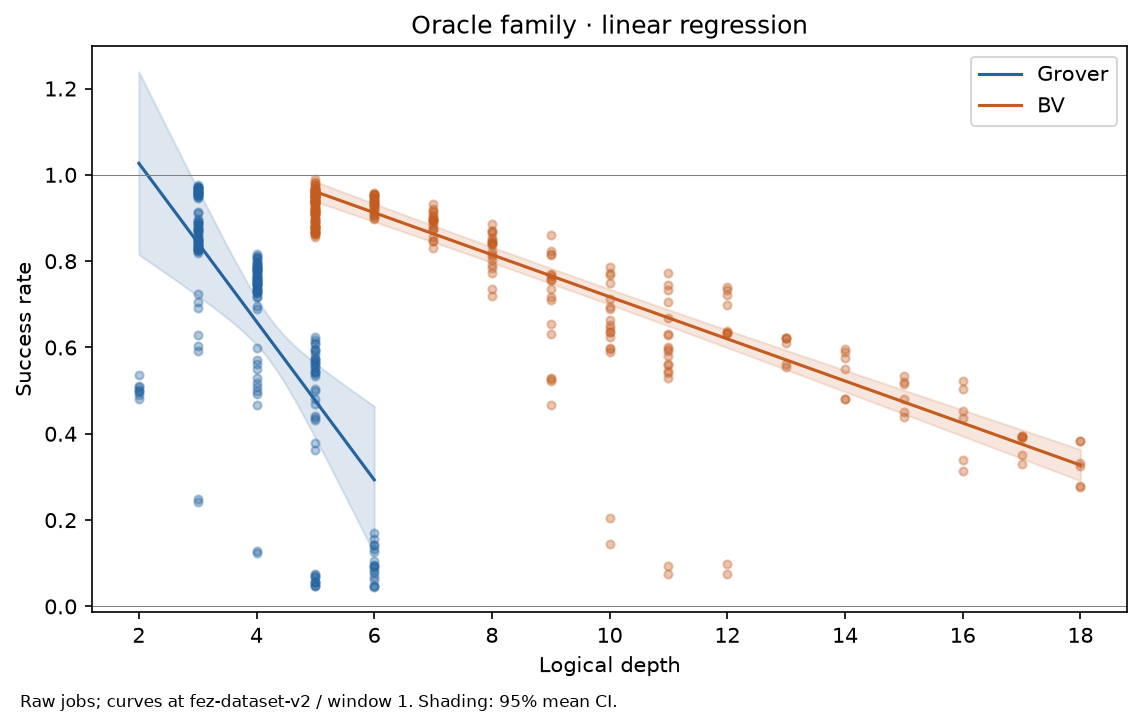 Oracle family · linear regression
Grover
BV
Success rate
1.2
1.0
0.8
0.6
0.4
0.2
0.0
2 4 6 8 10 12 14 16 18
Logical depth
Raw jobs; curves at fez-dataset-v2 / window 1. Shading: 95% mean CI.